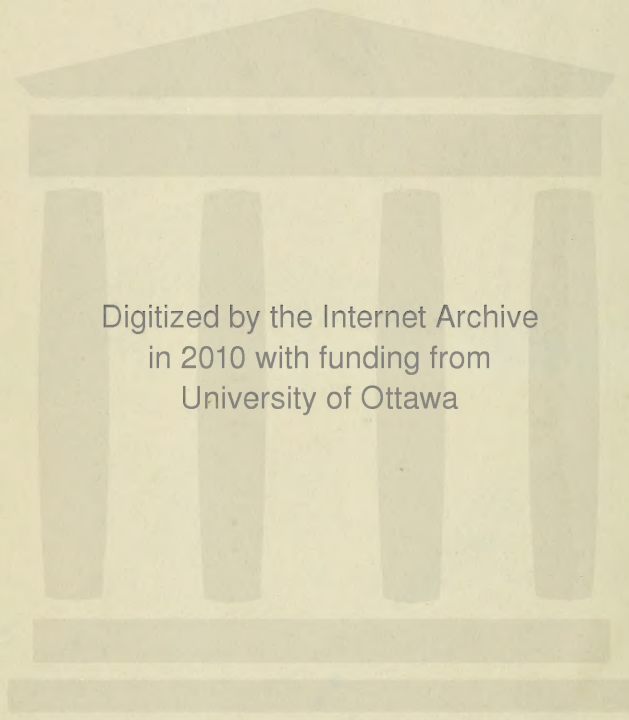 Digitized by the Internet Archive
in 2010 with funding from
University of Ottawa